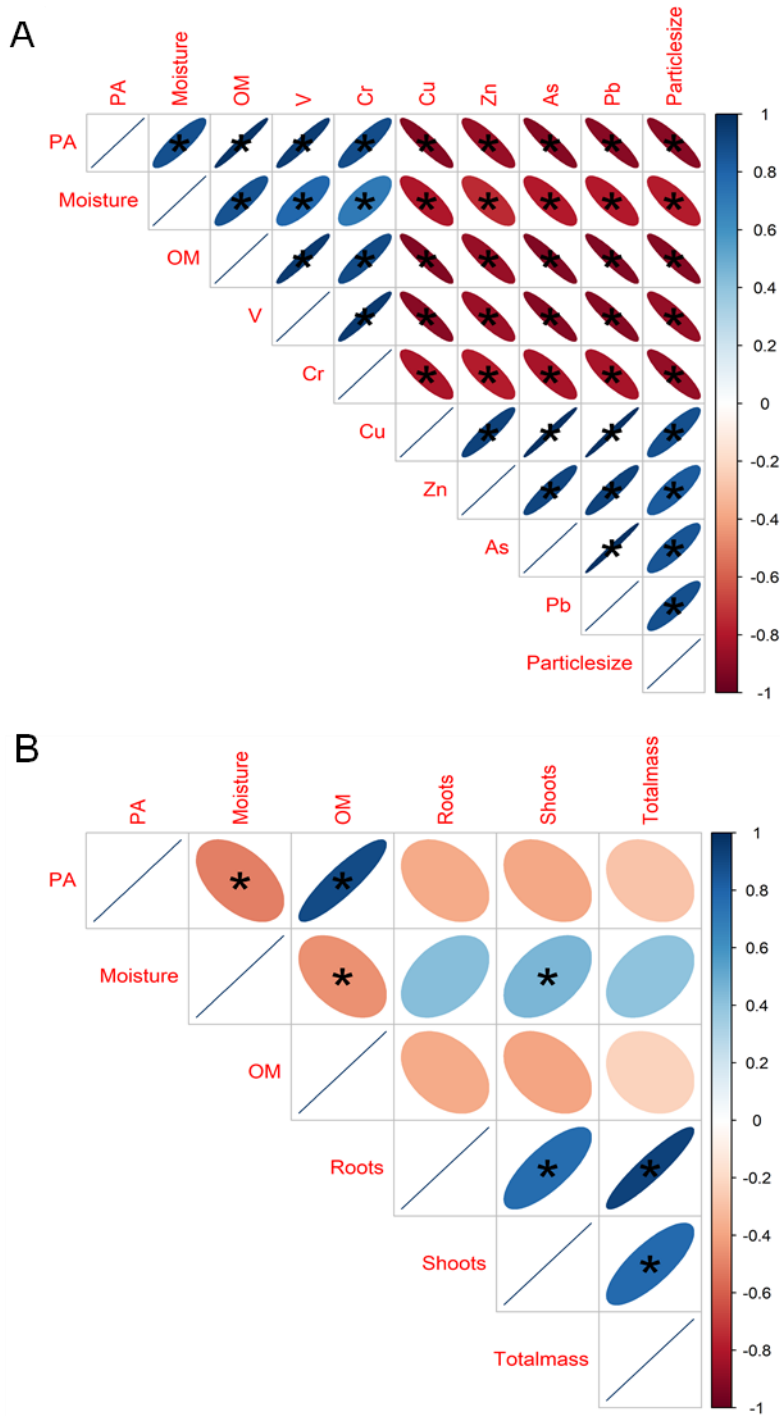 A
PA
Moisture
OM
V
Cr
Cu
Zn
As
Pb
Particlesize
PA
* * * * * * * * *
Moisture
* * * * * * * *
OM
* * * * * * *
V
* * * * * *
Cr
* * * * *
Cu
* * * *
Zn
* * *
As
* *
Pb
*
Particlesize
1
0.8
0.6
0.4
0.2
0
-0.2
-0.4
-0.6
-0.8
-1
B
PA
Moisture
OM
Roots
Shoots
Totalmass
PA
* *
Moisture
* *
OM
Roots
* *
Shoots
*
Totalmass
1
0.8
0.6
0.4
0.2
0
-0.2
-0.4
-0.6
-0.8
-1